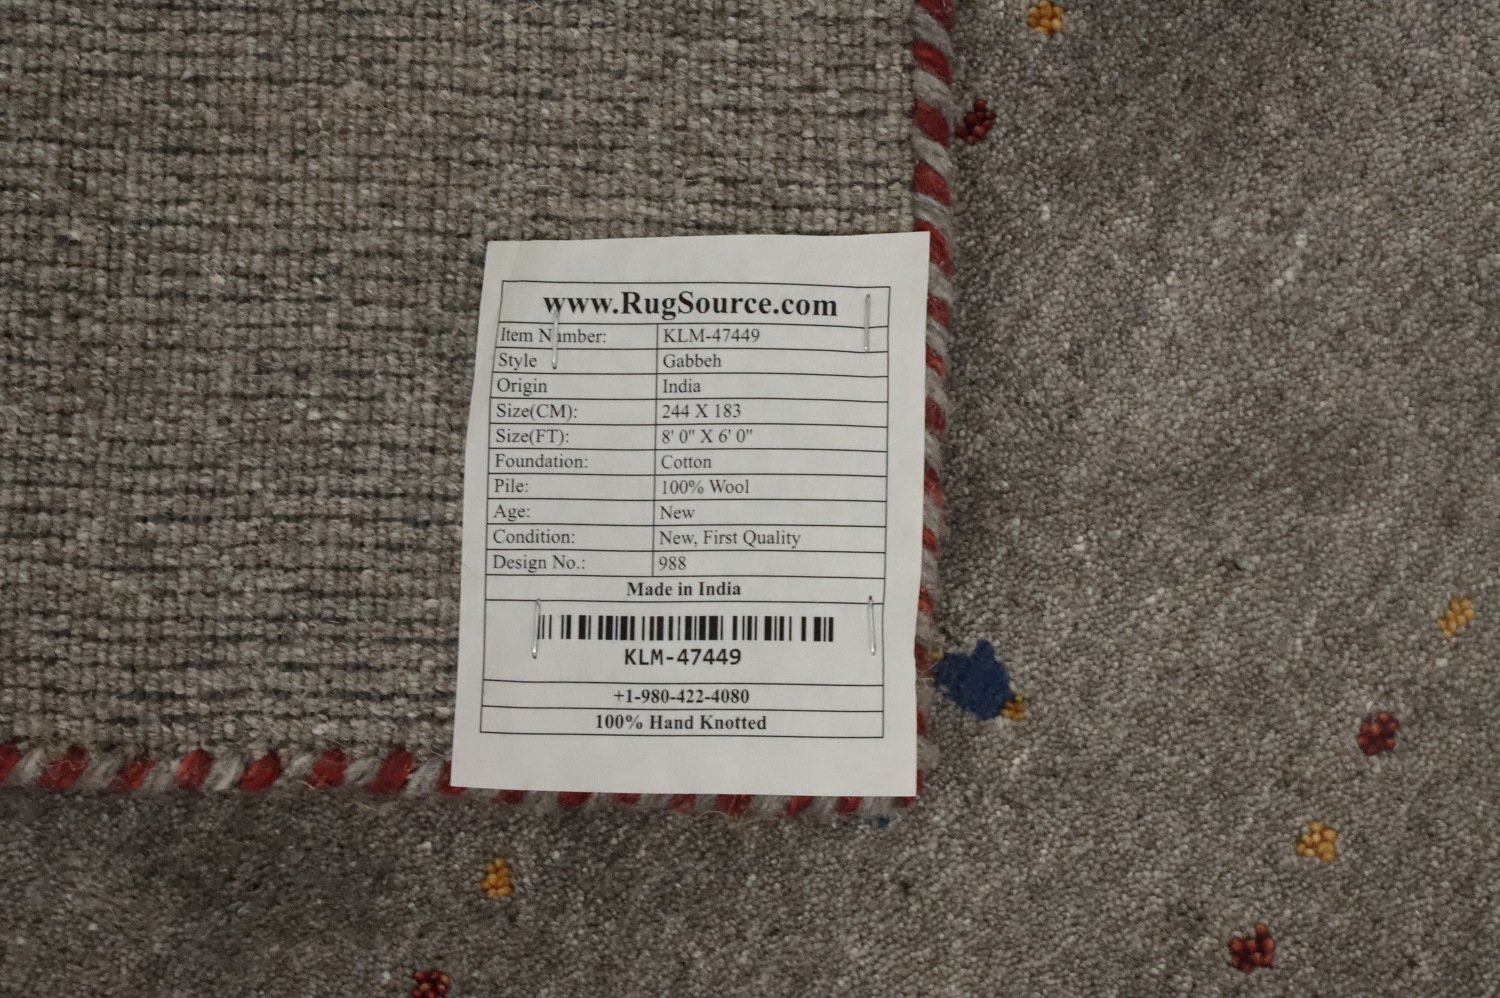 www.RugSource.com
Item Number: KLM-47449
Style Gabbeh
Origin India
Size(CM): 244 X 183
Size(FT): 8' 0" X 6' 0"
Foundation: Cotton
Pile: 100% Wool
Age: New
Condition: New, First Quality
Design No.: 988
Made in India
KLM-47449
+1-980-422-4080
100% Hand Knotted